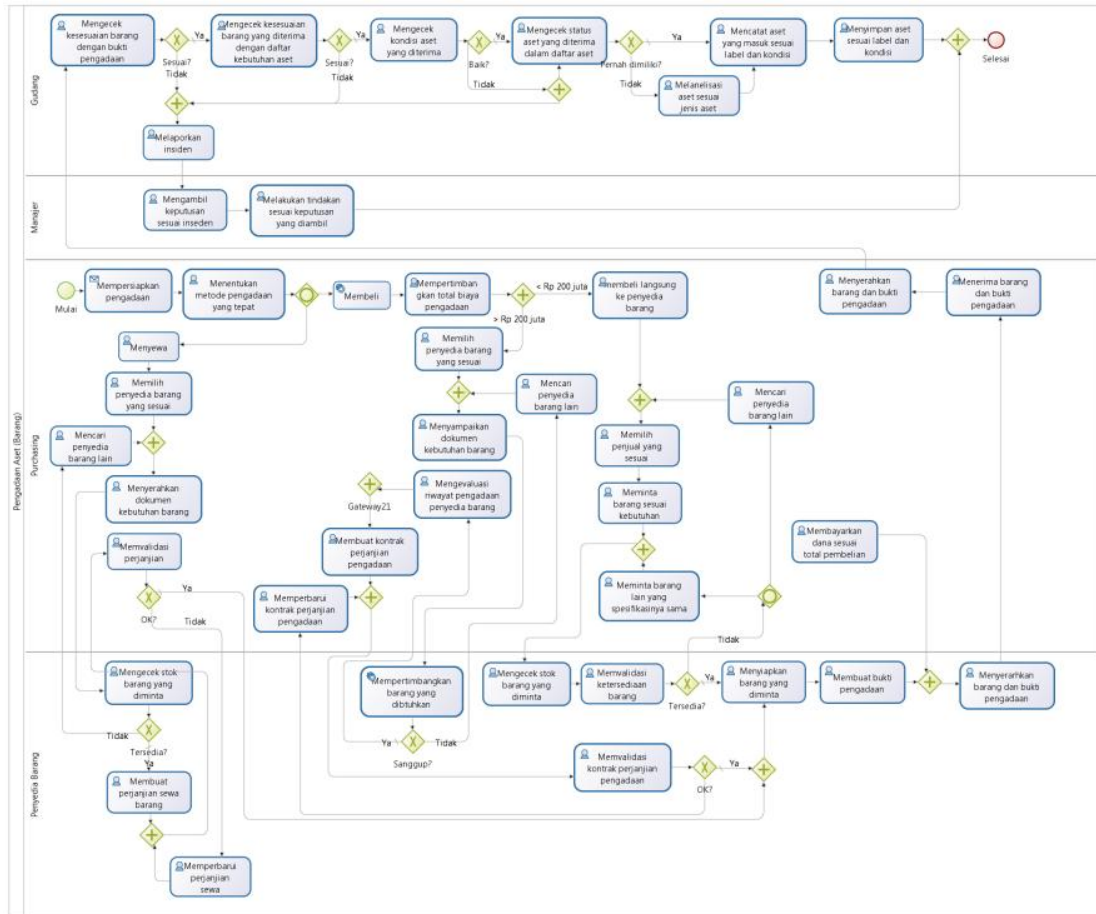 Pengadaan Aset (Barang)
Gudang
Mengecek
kesesuaian barang
dengan bukti
pengadaan
Sesuai?
Ya
Tidak
Mengecek kesesuaian
barang yang diterima
dengan daftar
kebutuhan aset
Sesuai?
Ya
Tidak
Mengecek
kondisi aset
yang diterima
Baik?
Ya
Tidak
Mengecek status
aset yang diterima
dalam daftar aset
Pernah dimiliki?
Ya
Tidak
Mencatat aset
yang masuk sesuai
label dan kondisi
Menyimpan aset
sesuai label dan
kondisi
Selesai
Melanelisasi
aset sesuai
jenis aset
Melaporkan
insiden
Manajer
Mengambil
keputusan
sesuai inseden
Melakukan tindakan
sesuai keputusan
yang diambil
Purchasing
Mulai
Mempersiapkan
pengadaan
Menentukan
metode pengadaan
yang tepat
Membeli
Mempertimban
gkan total biaya
pengadaan
< Rp 200 juta
> Rp 200 juta
membeli langsung
ke penyedia
barang
Menyerahkan
barang dan bukti
pengadaan
Menerima barang
dan bukti
pengadaan
Menyewa
Memilih
penyedia barang
yang sesuai
Mencari
penyedia
barang lain
Menyerahkan
dokumen
kebutuhan barang
Memvalidasi
perjanjian
OK?
Ya
Tidak
Memilih
penyedia barang
yang sesuai
Mencari
penyedia
barang lain
Menyampaikan
dokumen
kebutuhan barang
Mengevaluasi
riwayat pengadaan
penyedia barang
Gateway21
Membuat kontrak
perjanjian
pengadaan
Memperbarui
kontrak perjanjian
pengadaan
Mencari
penyedia
barang lain
Memilih
penjual yang
sesuai
Meminta
barang sesuai
kebutuhan
Meminta barang
lain yang
spesifikasinya sama
Membayarkan
dana sesuai
total pembelian
Tidak
Penyedia Barang
Mengecek stok
barang yang
diminta
Tidak
Tersedia?
Ya
Membuat
perjanjian sewa
barang
Memperbarui
perjanjian
sewa
Mempertimbangkan
barang yang
dibtuhkan
Ya
Tidak
Sanggup?
Mengecek stok
barang yang
diminta
Memvalidasi
ketersediaan
barang
Ya
Tersedia?
Menyiapkan
barang yang
diminta
Membuat bukti
pengadaan
Menyerarhkan
barang dan bukti
pengadaan
Memvalidasi
kontrak perjanjian
pengadaan
Ya
OK?